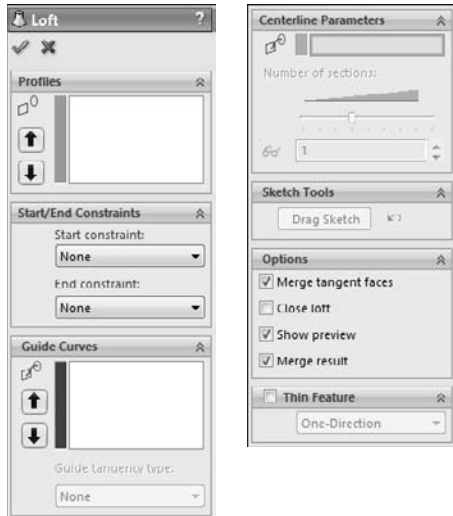 Loft ?
Profiles
Start/End Constraints
Start constraint:
None
End constraint:
None
Guide Curves
Guide tangency type:
None
Centerline Parameters
Number of sections:
1
Sketch Tools
Drag Sketch
Options
Merge tangent faces
Close loft
Show preview
Merge result
Thin Feature
One-Direction